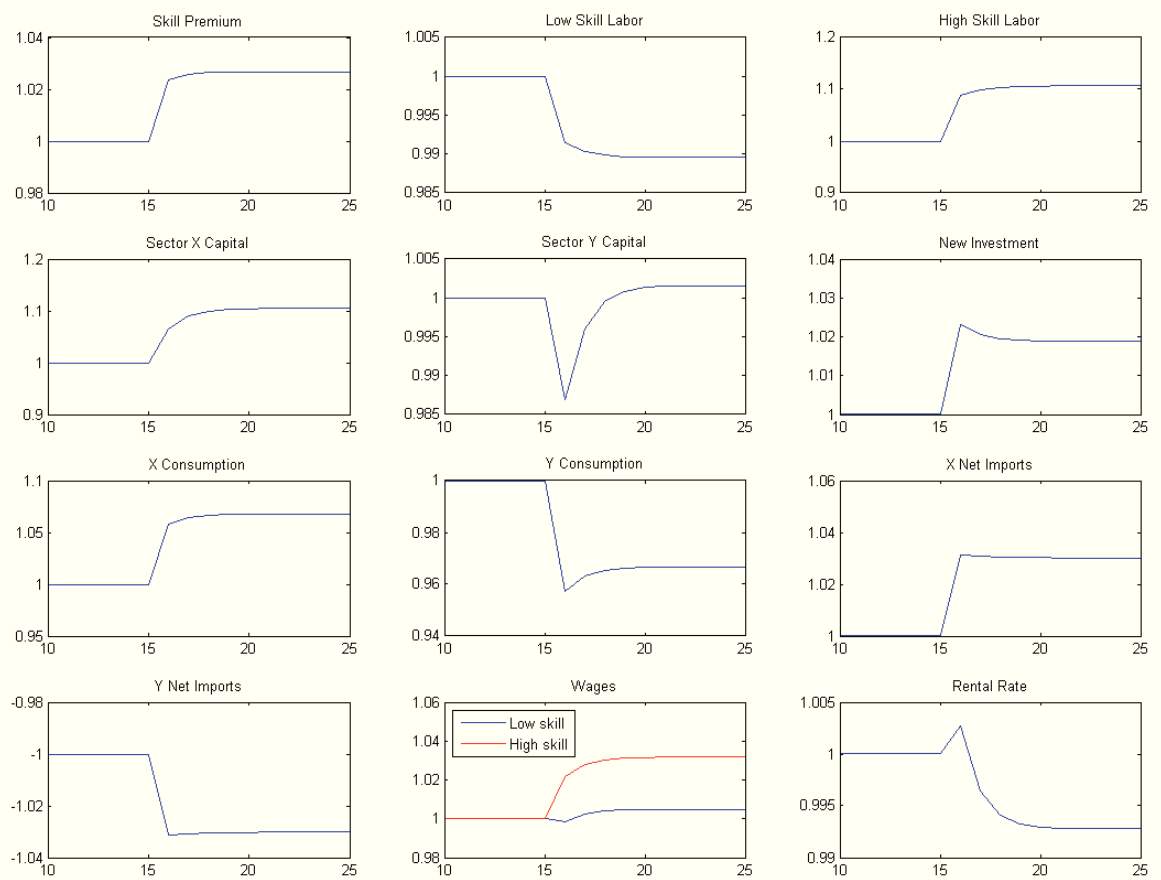 Skill Premium
1.04
1.02
1
0.98
10 15 20 25
Low Skill Labor
1.005
1
0.995
0.99
0.985
10 15 20 25
High Skill Labor
1.2
1.1
1
0.9
10 15 20 25
Sector X Capital
1.2
1.1
1
0.9
10 15 20 25
Sector Y Capital
1.005
1
0.995
0.99
0.985
10 15 20 25
New Investment
1.04
1.03
1.02
1.01
1
10 15 20 25
X Consumption
1.1
1.05
1
0.95
10 15 20 25
Y Consumption
1
0.98
0.96
0.94
10 15 20 25
X Net Imports
1.06
1.04
1.02
1
10 15 20 25
Y Net Imports
-0.98
-1
-1.02
-1.04
10 15 20 25
Wages
1.06
1.04
1.02
1
0.98
Low skill
High skill
10 15 20 25
Rental Rate
1.005
1
0.995
0.99
10 15 20 25